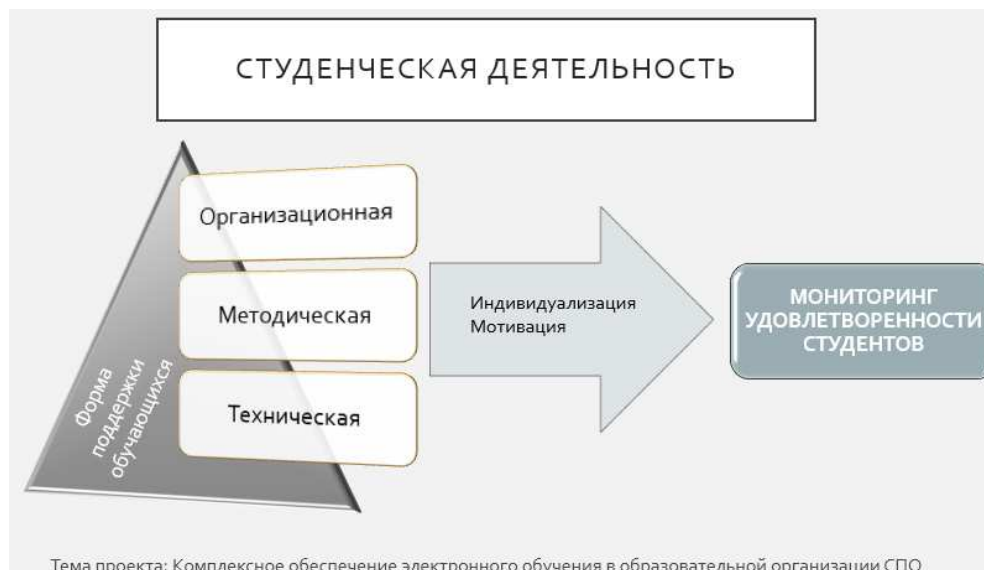 СТУДЕНЧЕСКАЯ ДЕЯТЕЛЬНОСТЬ
Организационная
Методическая
Техническая
Форма
поддержки
обучающихся
Индивидуализация
Мотивация
МОНИТОРИНГ
УДОВЛЕТВОРЕННОСТИ
СТУДЕНТОВ
Тема проекта: Комплексное обеспечение электронного обучения в образовательной организации СПО